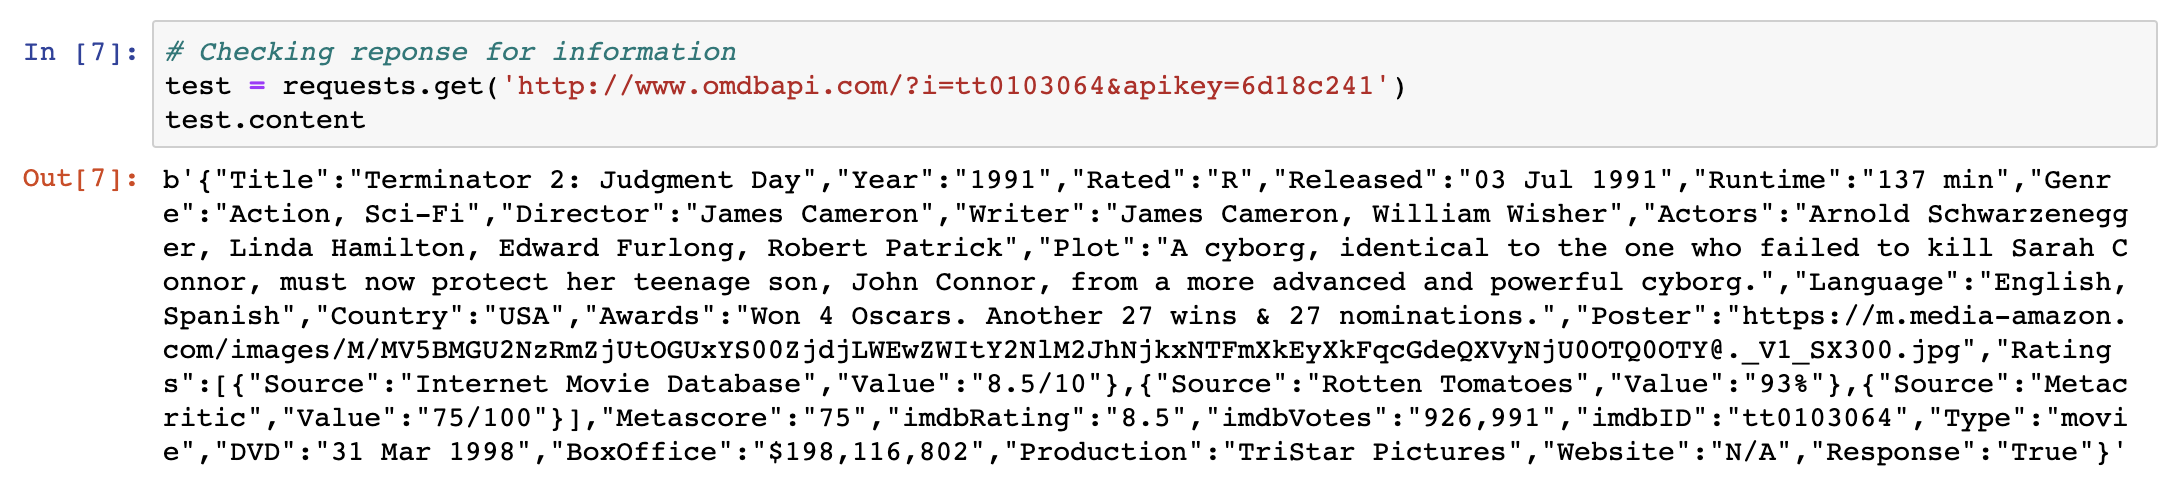 In [7]: # Checking reponse for information
test = requests.get('http://www.omdbapi.com/?i=tt0103064&apikey=6d18c241')
test.content
Out[7]: b'{"Title":"Terminator 2: Judgment Day","Year":"1991","Rated":"R","Released":"03 Jul 1991","Runtime":"137 min","Genr
e":"Action, Sci-Fi","Director":"James Cameron","Writer":"James Cameron, William Wisher","Actors":"Arnold Schwarzenegg
er, Linda Hamilton, Edward Furlong, Robert Patrick","Plot":"A cyborg, identical to the one who failed to kill Sarah C
onnor, must now protect her teenage son, John Connor, from a more advanced and powerful cyborg.","Language":"English,
Spanish","Country":"USA","Awards":"Won 4 Oscars. Another 27 wins & 27 nominations.","Poster":"https://m.media-amazon.
com/images/M/MV5BMGU2NzRmZjUtOGUxYS00ZjdjLWEwZWItY2NlM2JhNjkxNTFmXkEyXkFqcGdeQXVyNjU0OTQ0OTY@._V1_SX300.jpg","Rating
s":[{"Source":"Internet Movie Database","Value":"8.5/10"},{"Source":"Rotten Tomatoes","Value":"93%"},{"Source":"Metac
ritic","Value":"75/100"}],"Metascore":"75","imdbRating":"8.5","imdbVotes":"926,991","imdbID":"tt0103064","Type":"movi
e","DVD":"31 Mar 1998","BoxOffice":"$198,116,802","Production":"TriStar Pictures","Website":"N/A","Response":"True"}'